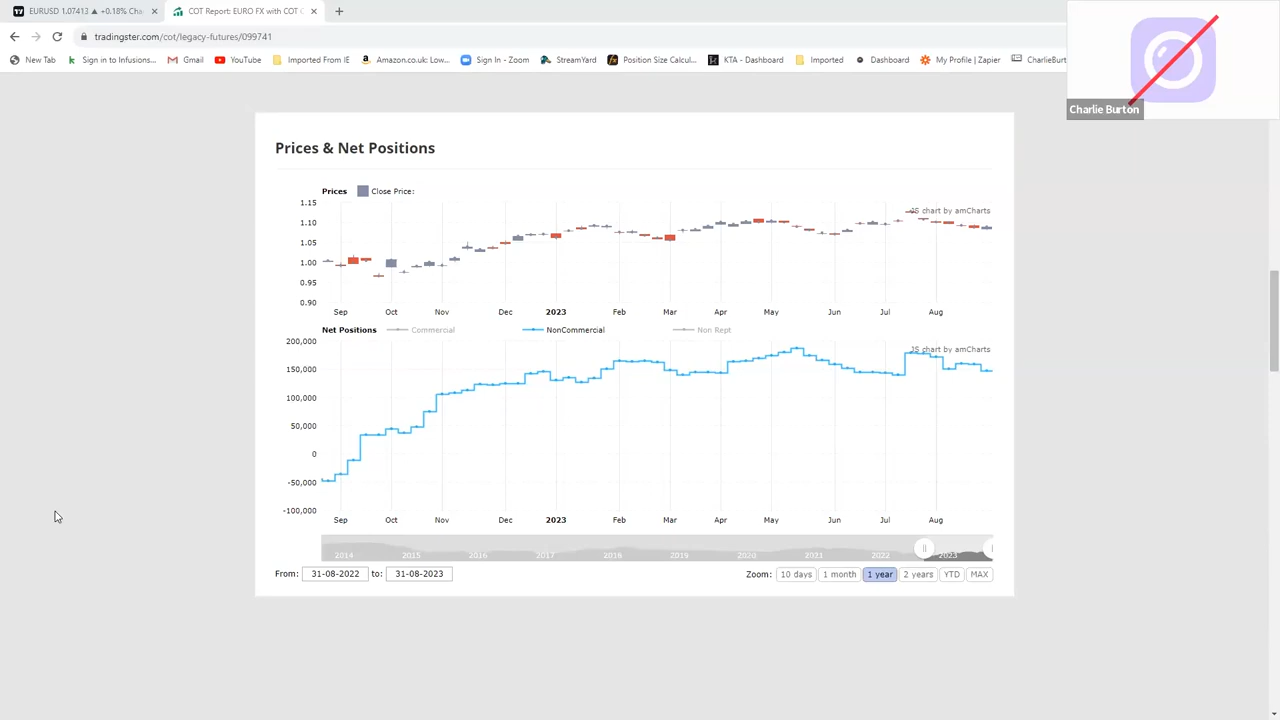 EURUSD 1.07413 ▲ +0.18% Cha
COT Report: EURO FX with COT C
tradingster.com/cot/legacy-futures/099741
New Tab
Sign in to Infusions...
Gmail
YouTube
Imported From IE
Amazon.co.uk: Low...
Sign In - Zoom
StreamYard
Position Size Calcul...
KTA - Dashboard
Imported
Dashboard
My Profile | Zapier
CharlieBurt
Charlie Burton
Prices & Net Positions
Prices Close Price:
JS chart by amCharts
1.15
1.10
1.05
1.00
0.95
0.90
Sep Oct Nov Dec 2023 Feb Mar Apr May Jun Jul Aug
Net Positions Commercial NonCommercial Non Rept
JS chart by amCharts
200,000
150,000
100,000
50,000
0
-50,000
-100,000
Sep Oct Nov Dec 2023 Feb Mar Apr May Jun Jul Aug
2014 2015 2016 2017 2018 2019 2020 2021 2022 2023
From: 31-08-2022 to: 31-08-2023 Zoom: 10 days 1 month 1 year 2 years YTD MAX